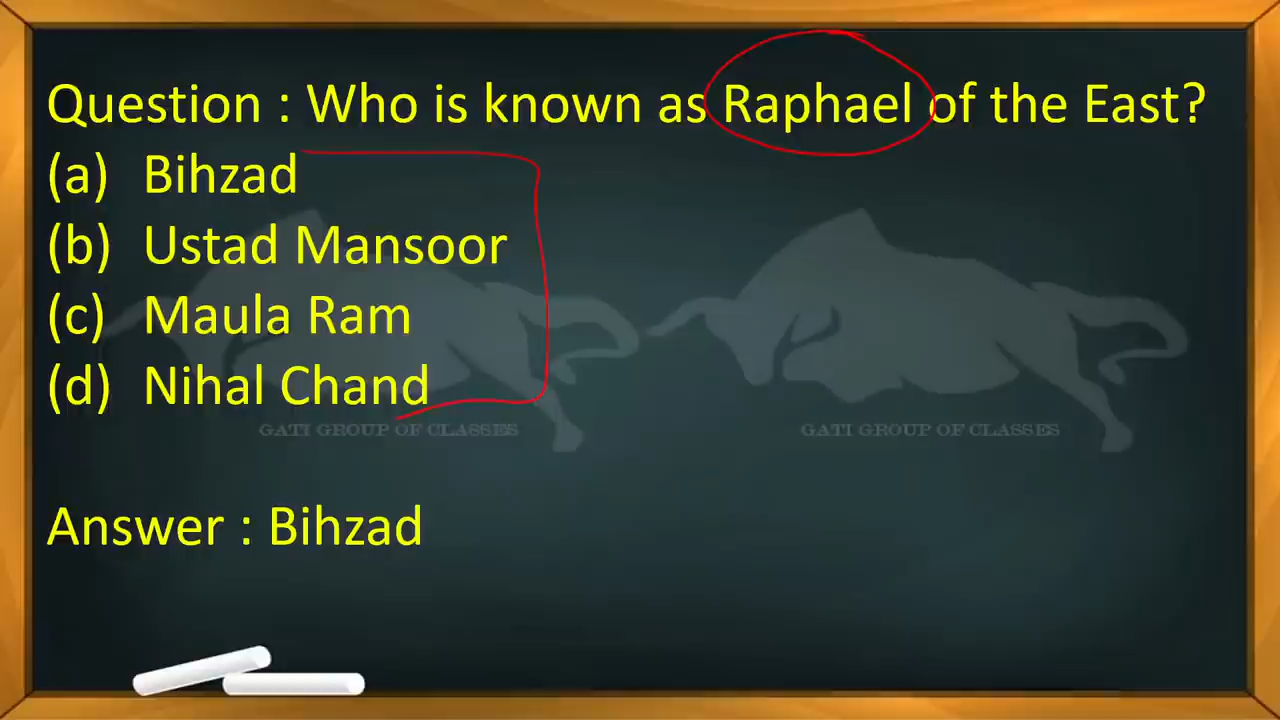 Question : Who is known as Raphael of the East?
(a) Bihzad
(b) Ustad Mansoor
(c) Maula Ram
(d) Nihal Chand
GATI GROUP OF CLASSES GATI GROUP OF CLASSES
Answer : Bihzad